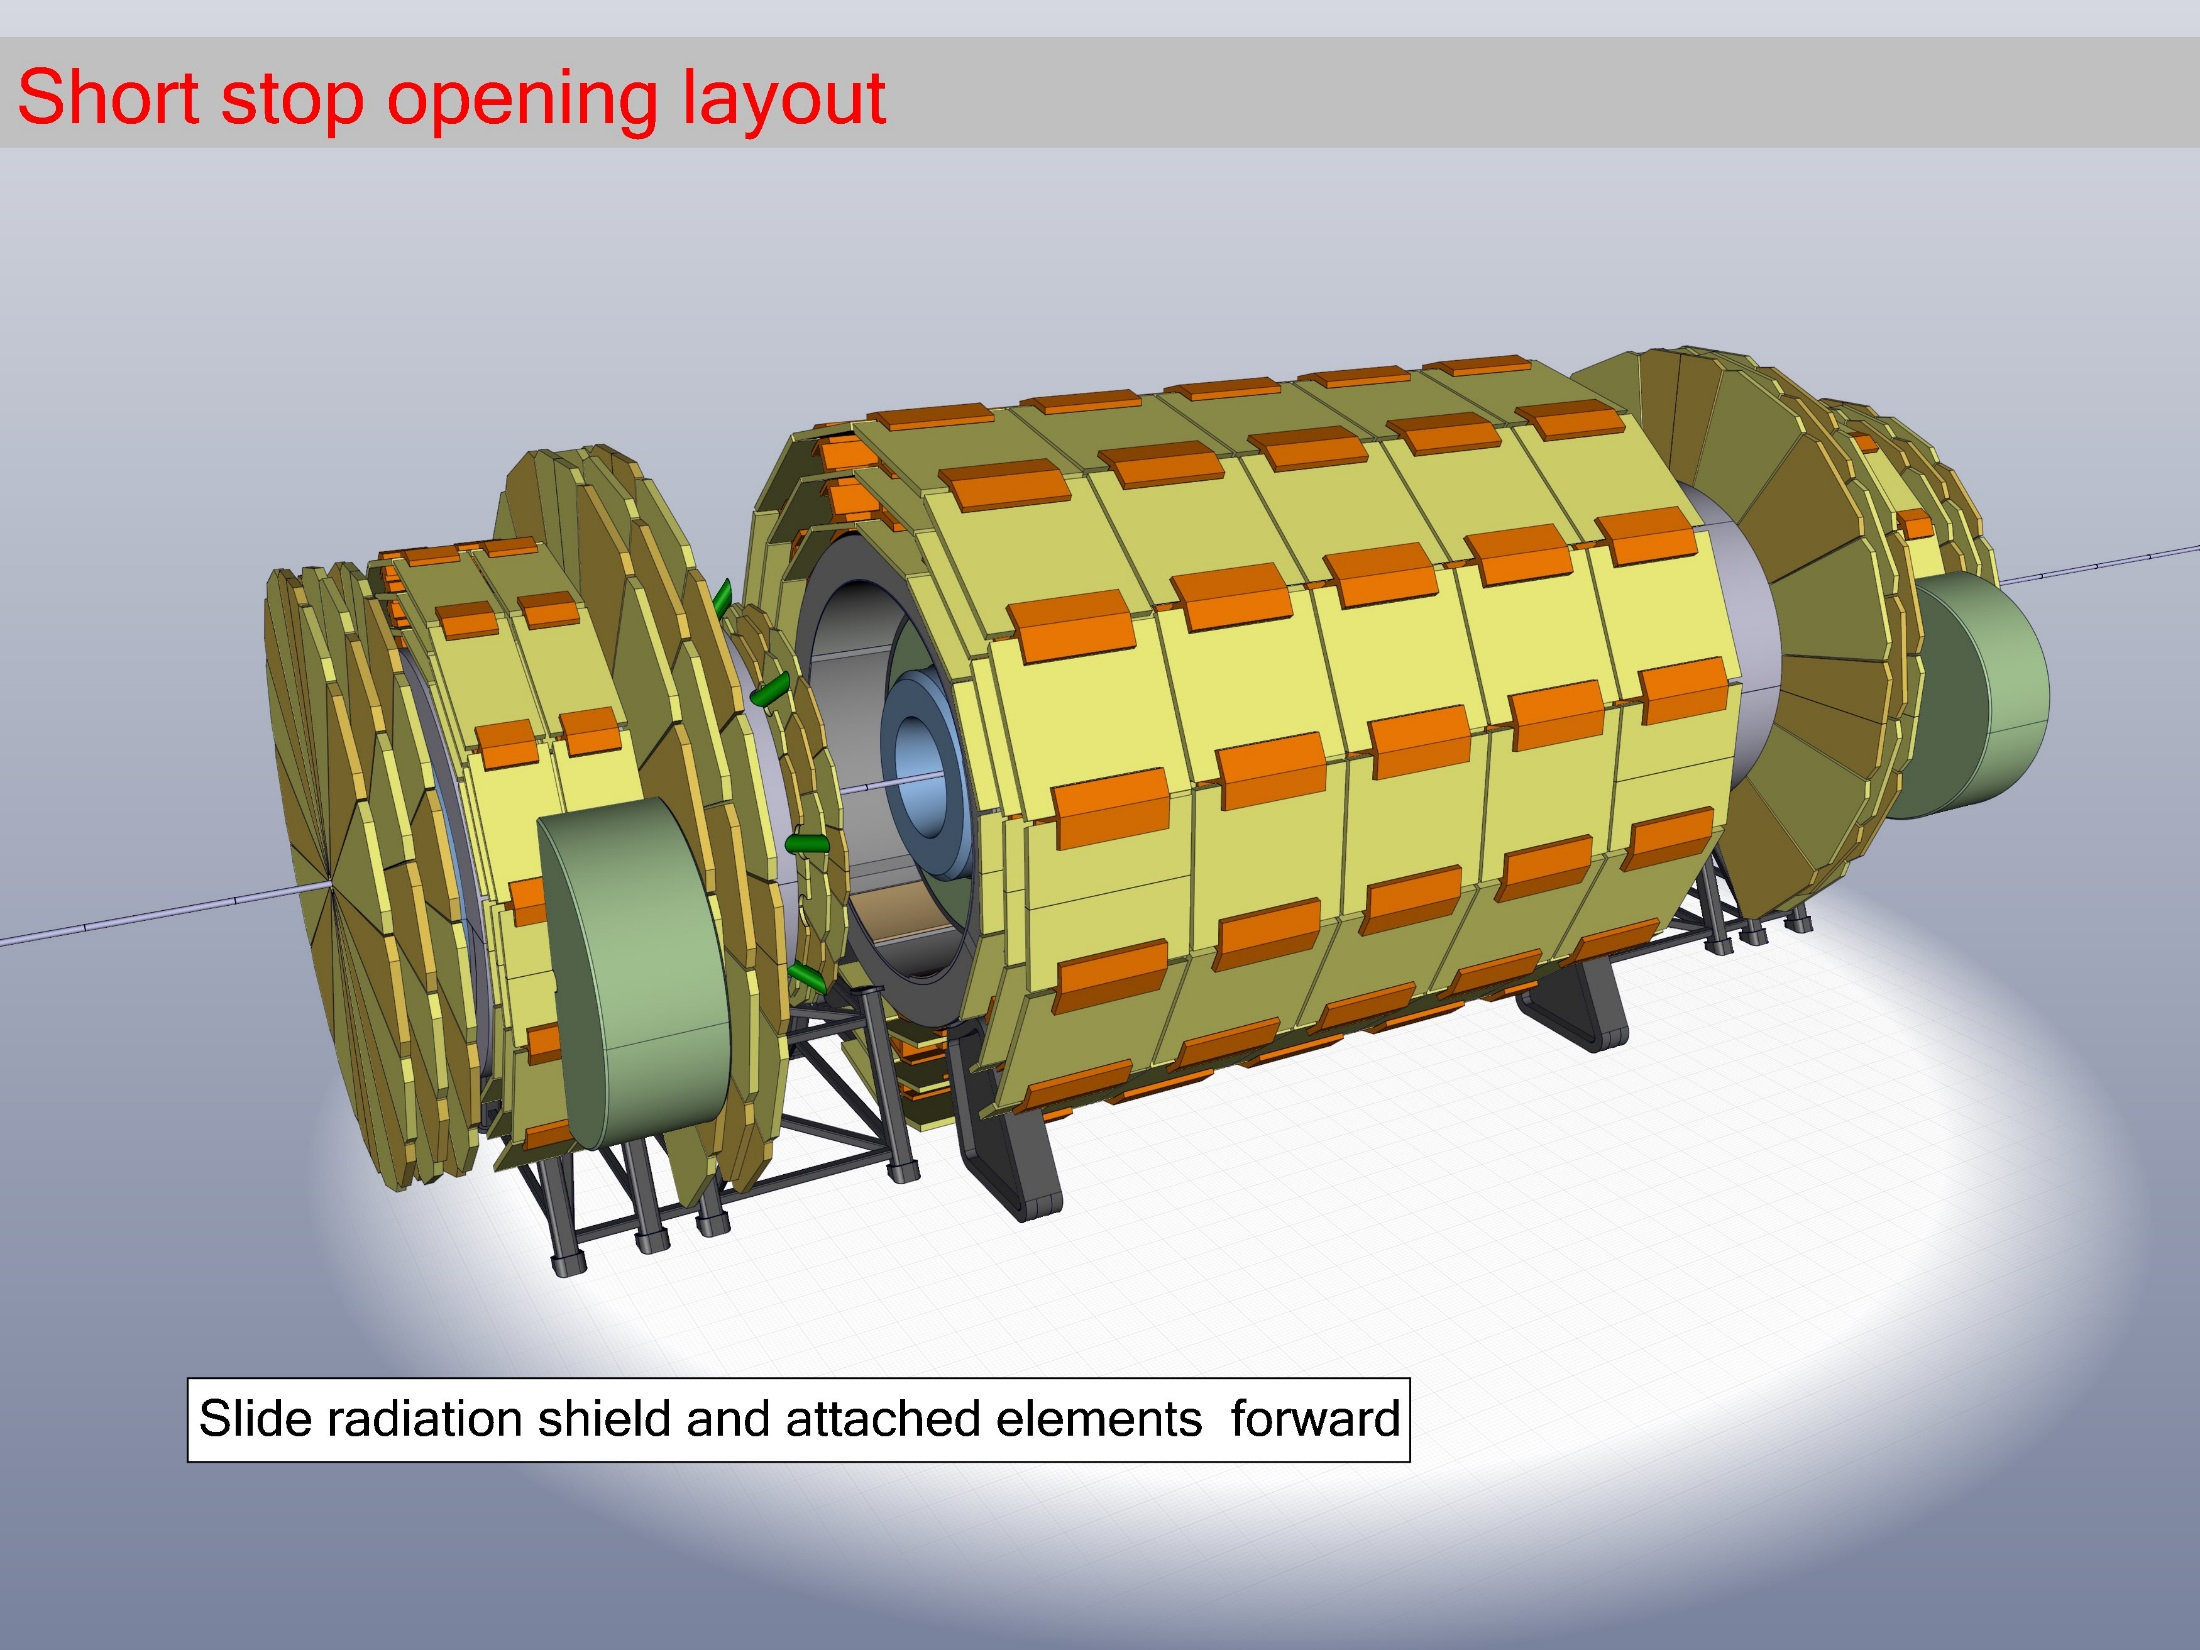 Short stop opening layout
Slide radiation shield and attached elements  forward